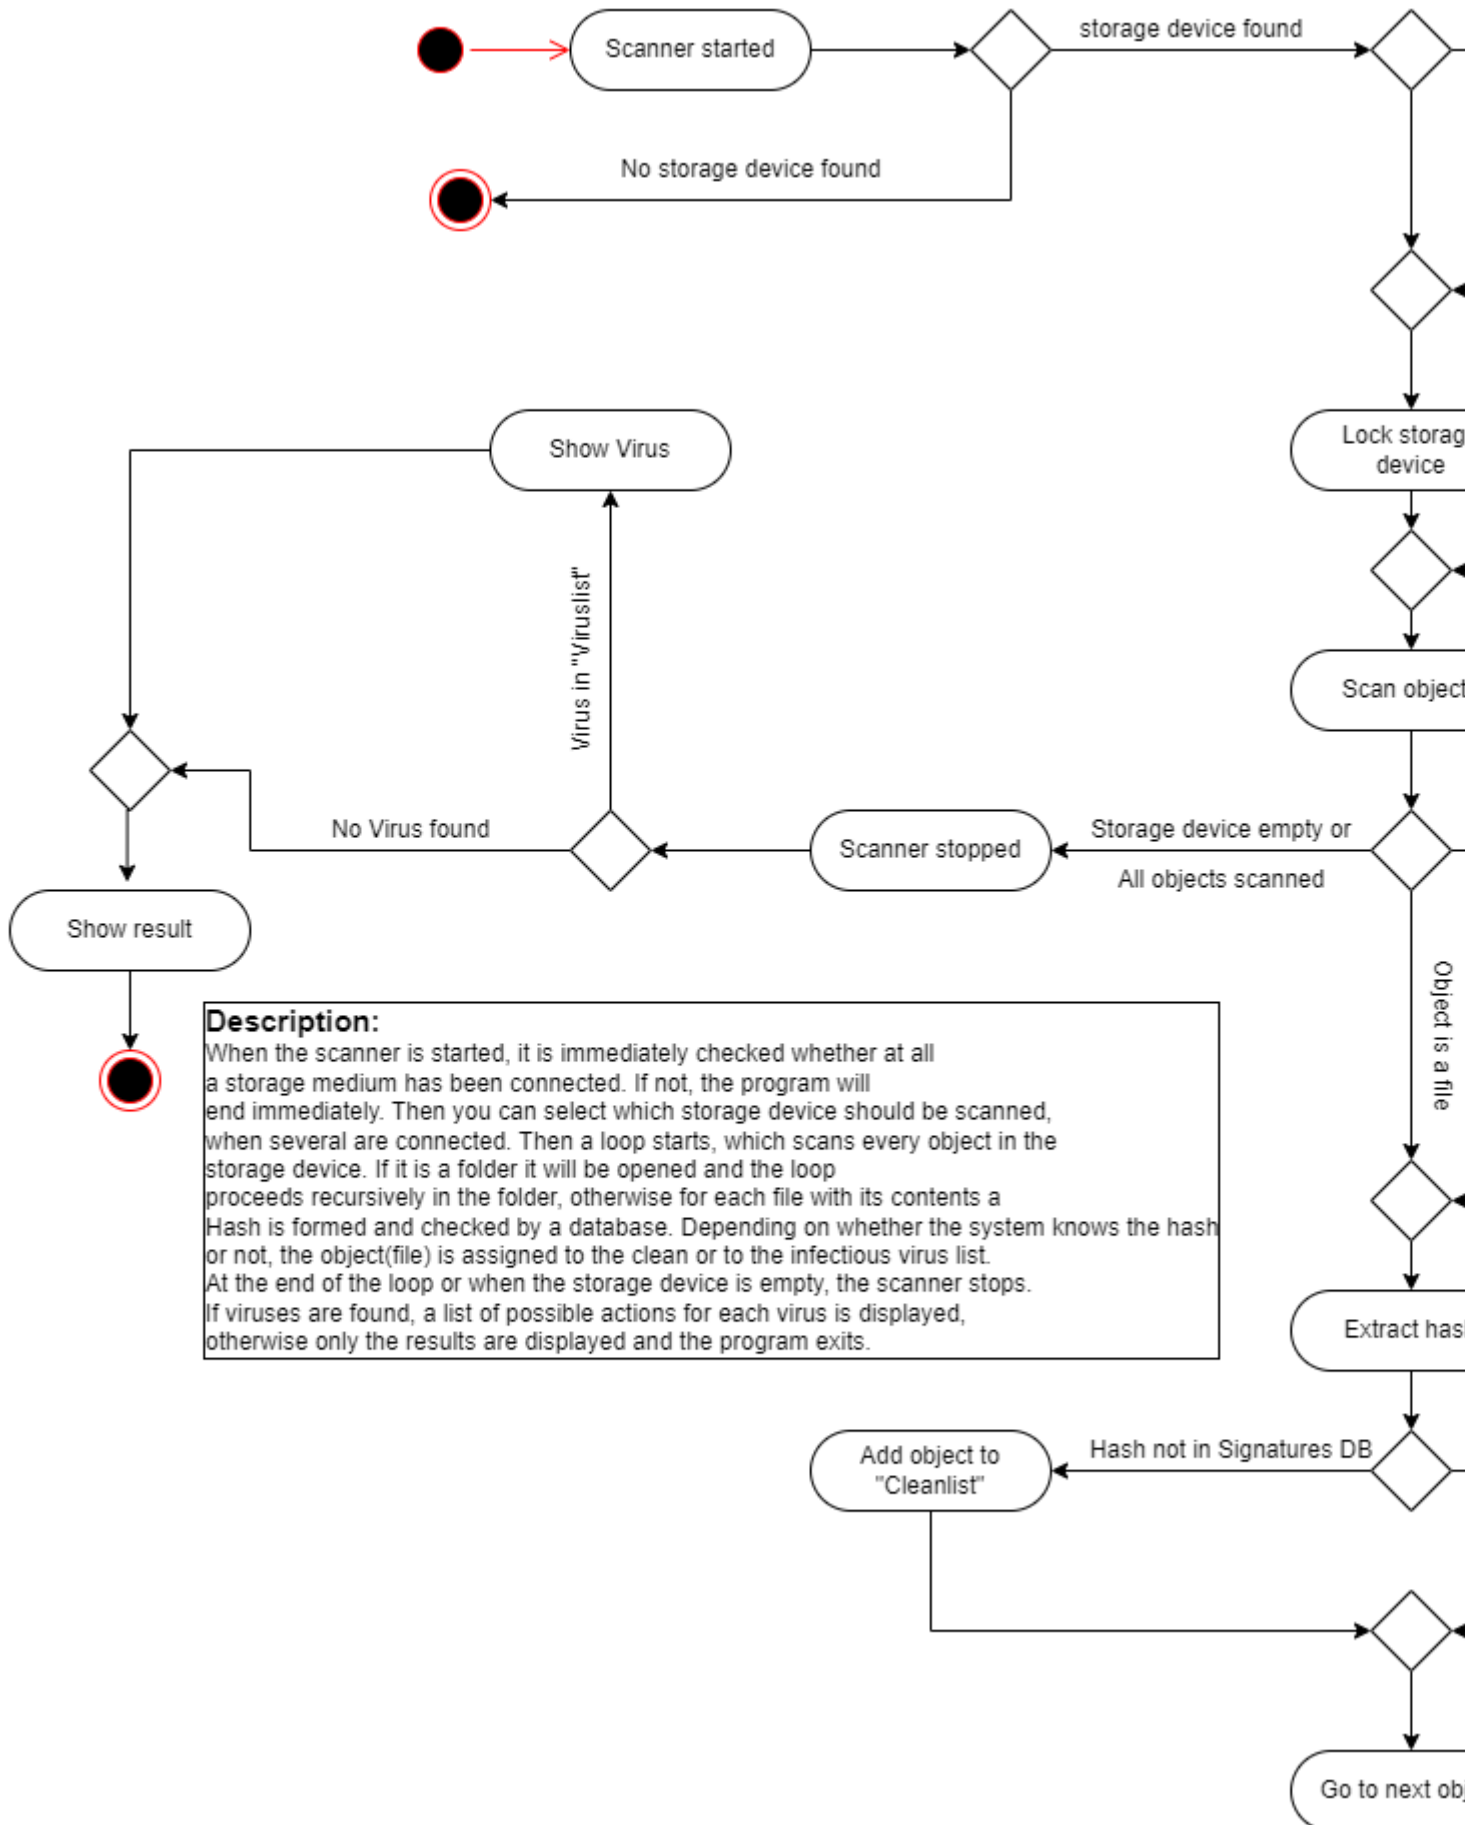 Scanner started
storage device found
No storage device found
Lock storag
device
Show Virus
Virus in "Viruslist"
Scan object
No Virus found
Scanner stopped
Storage device empty or
All objects scanned
Show result
Object is a file
Description:
When the scanner is started, it is immediately checked whether at all
a storage medium has been connected. If not, the program will
end immediately. Then you can select which storage device should be scanned,
when several are connected. Then a loop starts, which scans every object in the
storage device. If it is a folder it will be opened and the loop
proceeds recursively in the folder, otherwise for each file with its contents a
Hash is formed and checked by a database. Depending on whether the system knows the hash
or not, the object(file) is assigned to the clean or to the infectious virus list.
At the end of the loop or when the storage device is empty, the scanner stops.
If viruses are found, a list of possible actions for each virus is displayed,
otherwise only the results are displayed and the program exits.
Extract hash
Add object to
"Cleanlist"
Hash not in Signatures DB
Go to next obj